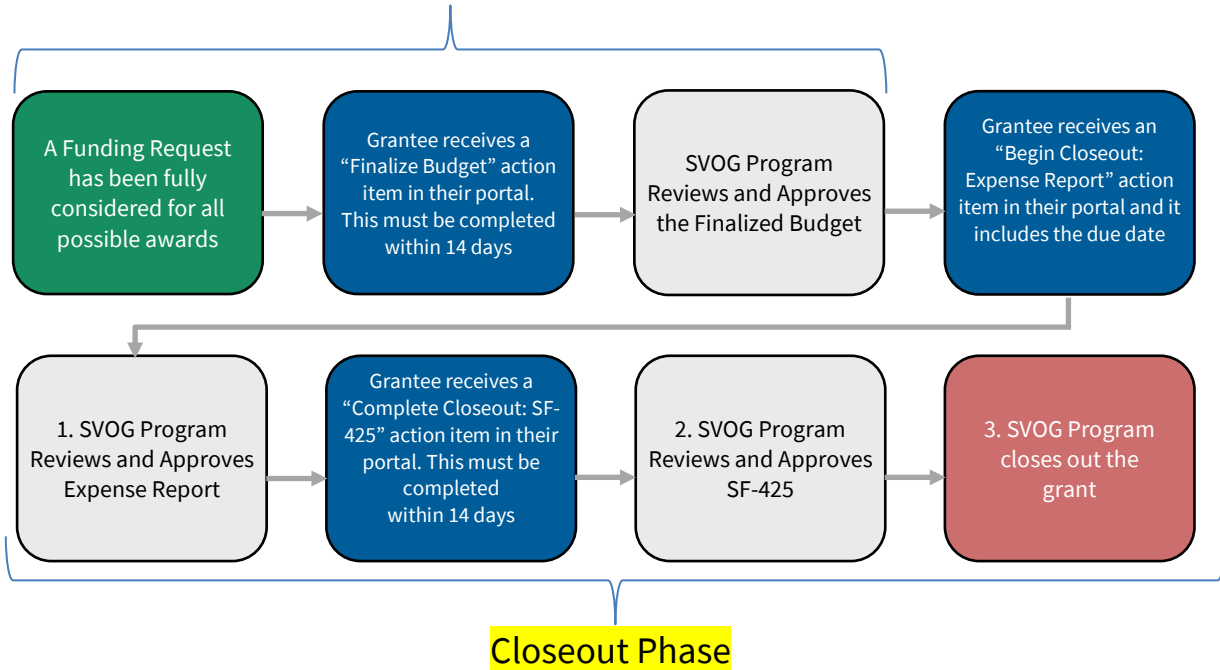 A Funding Request
has been fully
considered for all
possible awards
Grantee receives a
“Finalize Budget” action
item in their portal.
This must be completed
within 14 days
SVOG Program
Reviews and Approves
the Finalized Budget
Grantee receives an
“Begin Closeout:
Expense Report” action
item in their portal and it
includes the due date
1. SVOG Program
Reviews and Approves
Expense Report
Grantee receives a
“Complete Closeout: SF-
425” action item in their
portal. This must be
completed
within 14 days
2. SVOG Program
Reviews and Approves
SF-425
3. SVOG Program
closes out the
grant
Closeout Phase